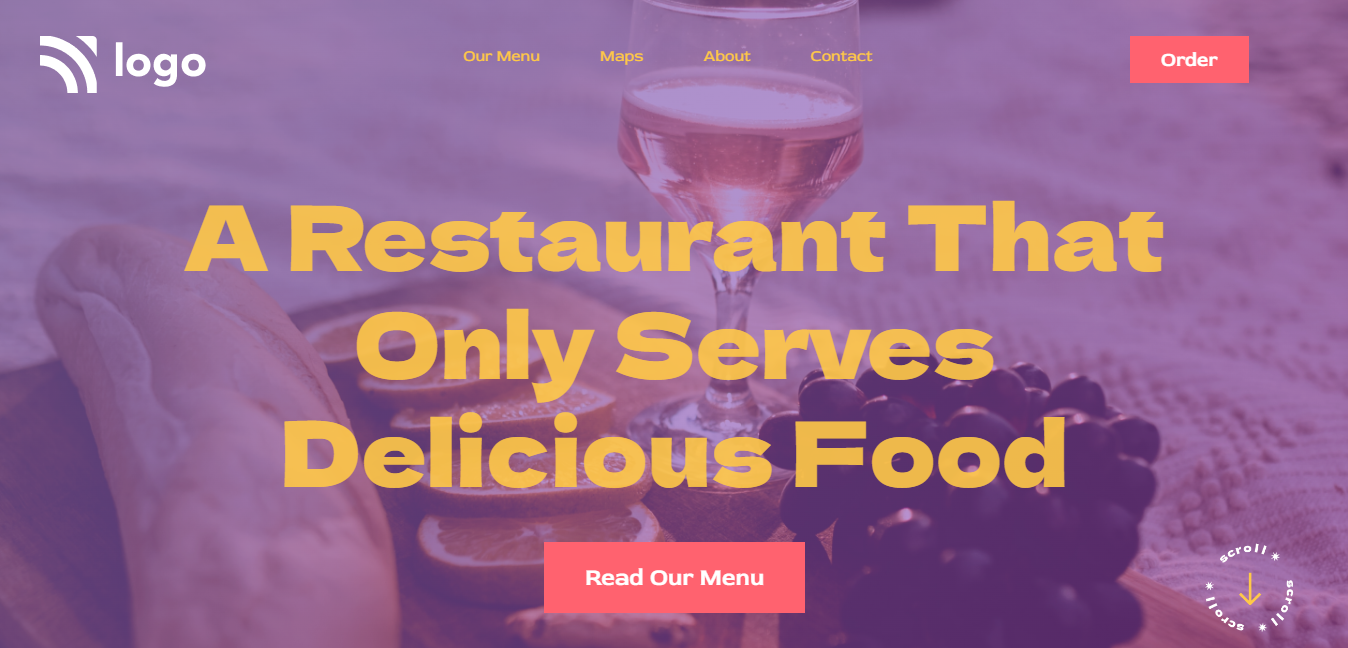 logo
Our Menu
Maps
About
Contact
Order
A Restaurant That
Only Serves
Delicious Food
Read Our Menu
scroll * scroll * scroll * scroll *